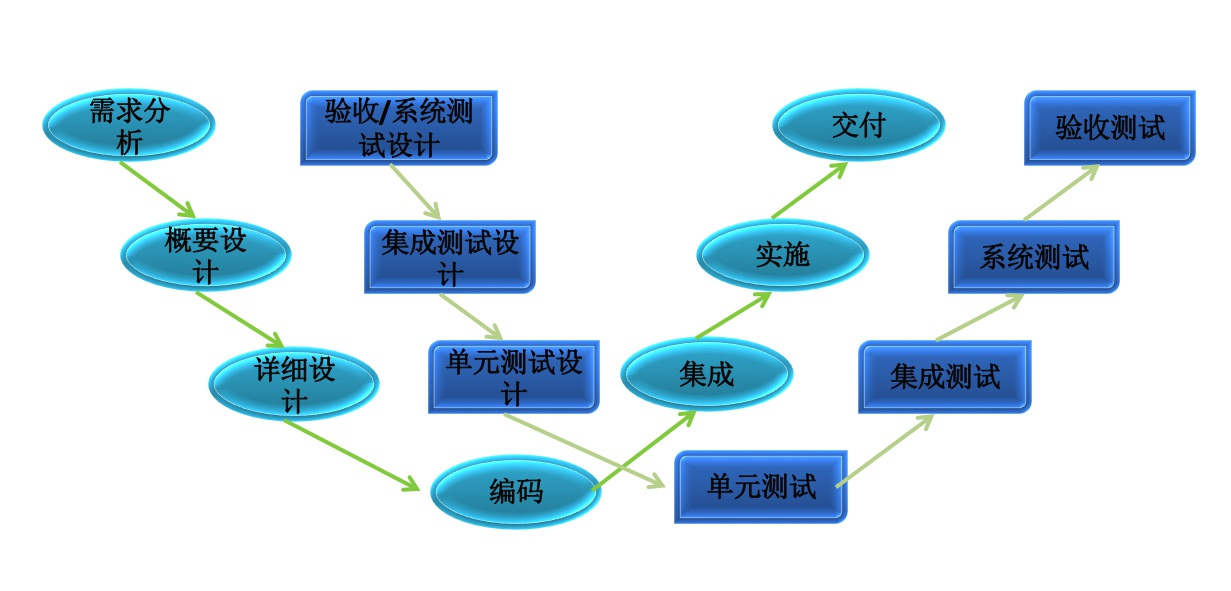 需求分
析
验收/系统测
试设计
交付
验收测试
概要设
计
集成测试设
计
实施
系统测试
详细设
计
单元测试设
计
集成
集成测试
编码
单元测试